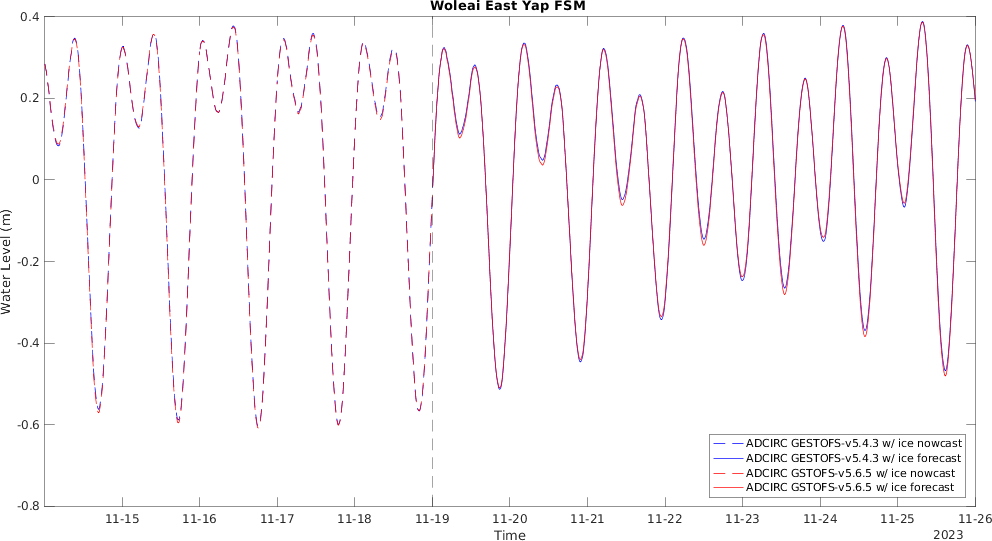 Woleai East Yap FSM
0.4
0.2
0
-0.2
-0.4
-0.6
-0.8
Water Level (m)
ADCIRC GESTOFS-v5.4.3 w/ ice nowcast
ADCIRC GESTOFS-v5.4.3 w/ ice forecast
ADCIRC GSTOFS-v5.6.5 w/ ice nowcast
ADCIRC GSTOFS-v5.6.5 w/ ice forecast
11-15 11-16 11-17 11-18 11-19 11-20 11-21 11-22 11-23 11-24 11-25 11-26
Time
2023